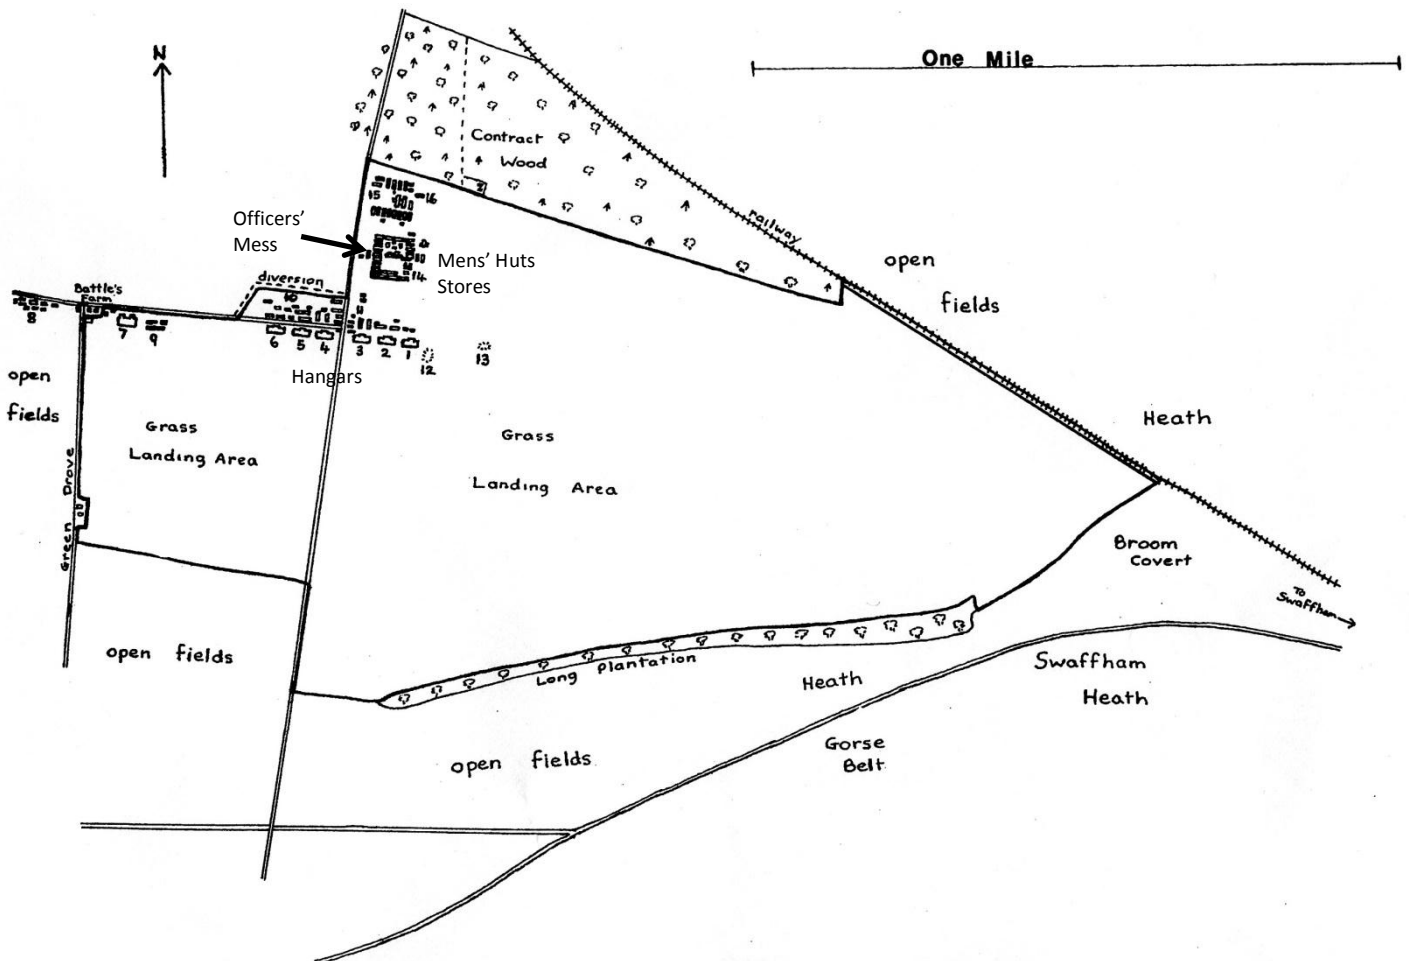 N
One Mile
Contract
Wood
railway
open
fields
15
16
Officers'
Mess
Mens' Huts
Stores
14
diversion
10
Battle's
Farm
8
7
9
6
5
4
3
2
1
12
13
Hangars
open
fields
Grass
Landing Area
Grass
Landing Area
Heath
Green Drove
Broom
Covert
To
Swaffham
open fields
Long Plantation
Heath
Swaffham
Heath
Gorse
Belt
open fields